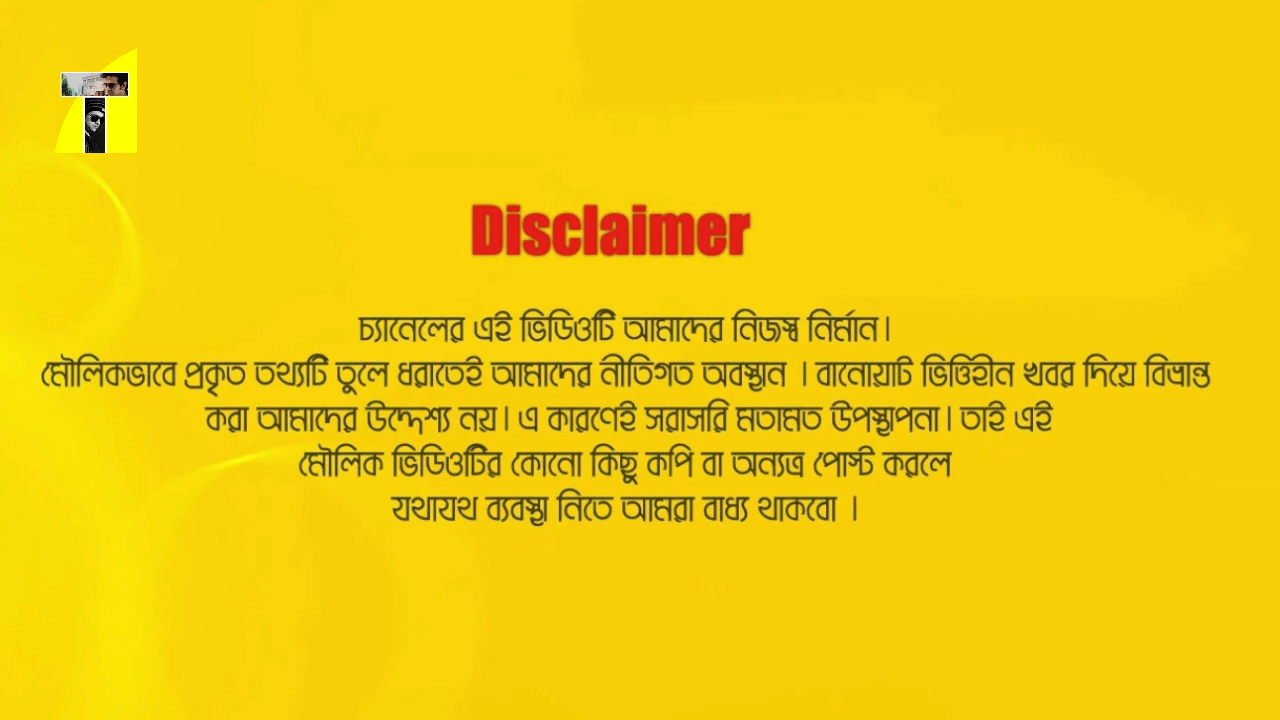 Disclaimer
চ্যানেলের এই ভিডিওটি আমাদের নিজস্ব নির্মান।
মৌলিকভাবে প্রকৃত তথ্যটি তুলে ধরাতেই আমাদের নীতিগত অবস্থান । বানোয়াট ভিত্তিহীন খবর দিয়ে বিভ্রান্ত
করা আমাদের উদ্দেশ্য নয়। এ কারণেই সরাসরি মতামত উপস্থাপনা। তাই এই
মৌলিক ভিডিওটির কোনো কিছু কপি বা অন্যত্র পোস্ট করলে
যথাযথ ব্যবস্থা নিতে আমরা বাধ্য থাকবো ।